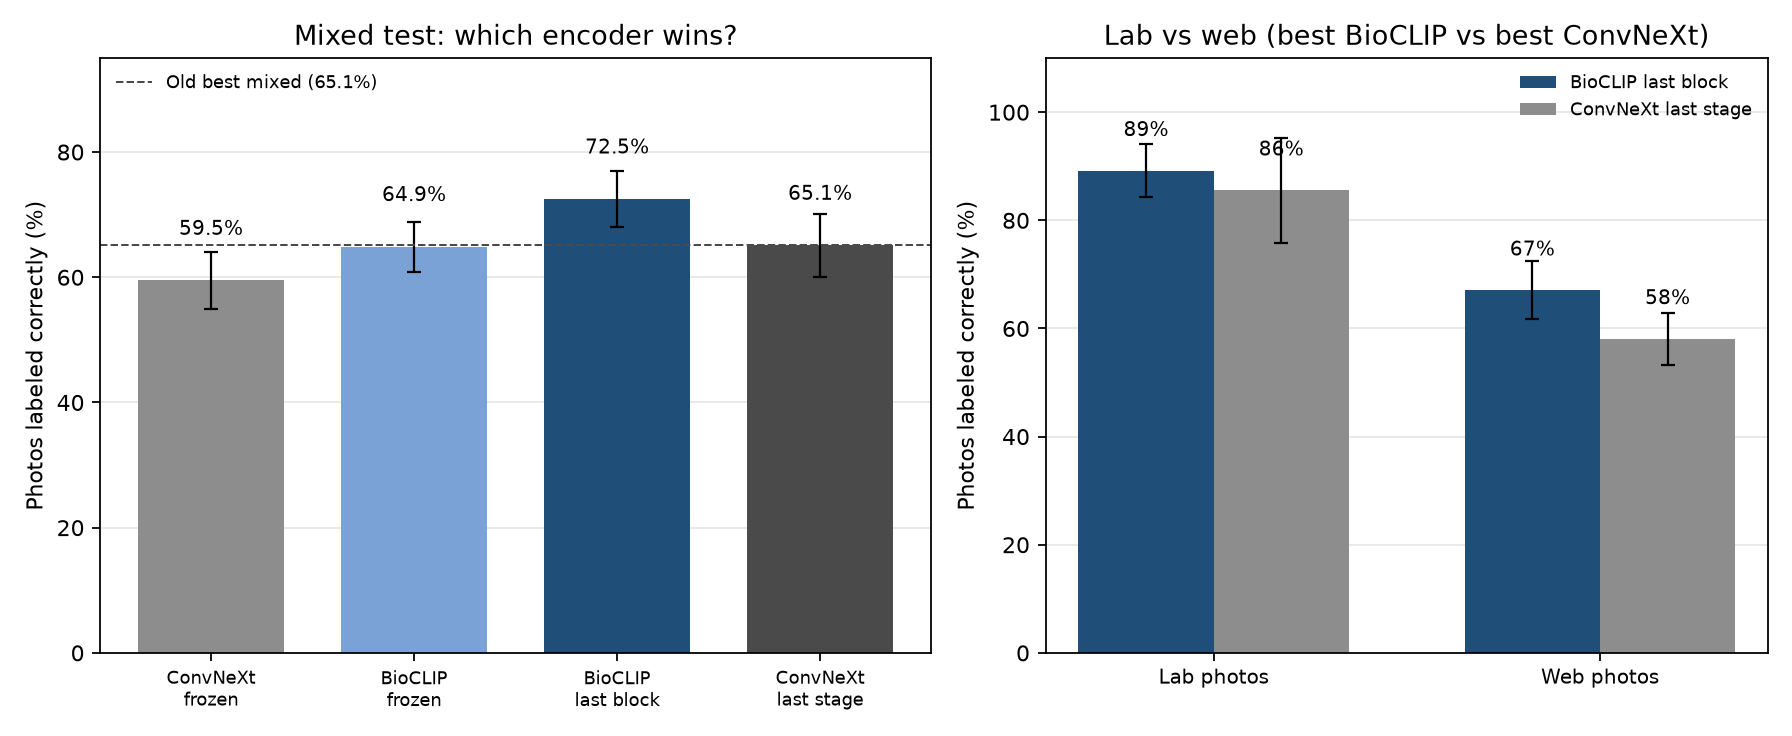 Mixed test: which encoder wins?
Old best mixed (65.1%)
Photos labeled correctly (%)
80
60
40
20
0
59.5%
64.9%
72.5%
65.1%
ConvNeXt
frozen
BioCLIP
frozen
BioCLIP
last block
ConvNeXt
last stage
Lab vs web (best BioCLIP vs best ConvNeXt)
BioCLIP last block
ConvNeXt last stage
Photos labeled correctly (%)
100
80
60
40
20
0
89%
86%
67%
58%
Lab photos
Web photos